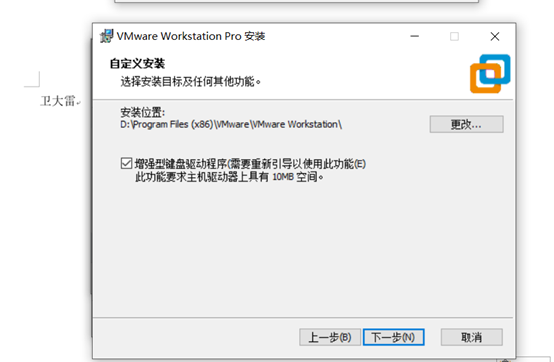 VMware Workstation Pro 安装
自定义安装
选择安装目标及任何其他功能。
卫大雷
安装位置:
D:\Program Files (x86)\VMware\VMware Workstation\
更改...
增强型键盘驱动程序(需要重新引导以使用此功能(E)
此功能要求主机驱动器上具有 10MB 空间。
上一步(B)
下一步(N)
取消